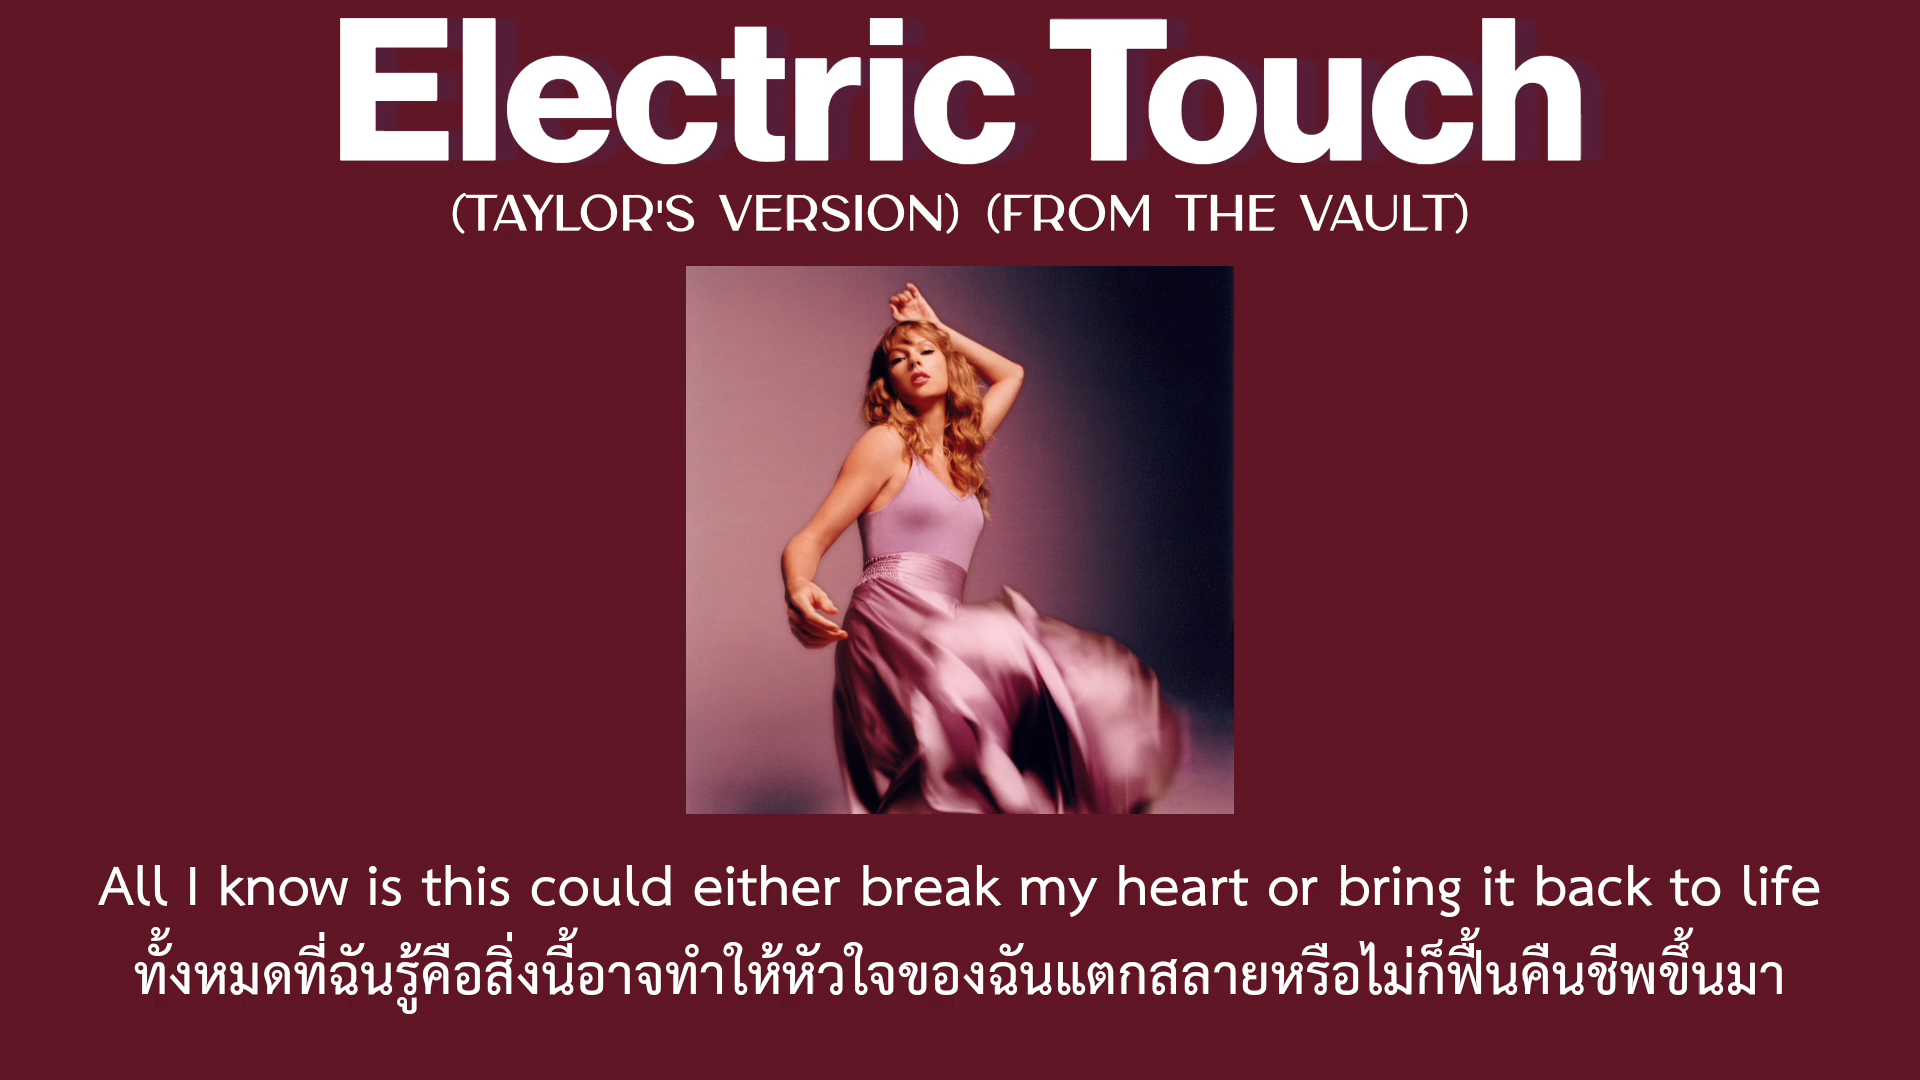 Electric Touch
(TAYLOR'S VERSION) (FROM THE VAULT)
All I know is this could either break my heart or bring it back to life
ทั้งหมดที่ฉันรู้คือสิ่งนี้อาจทำให้หัวใจของฉันแตกสลายหรือไม่ก็ฟื้นคืนชีพขึ้นมา